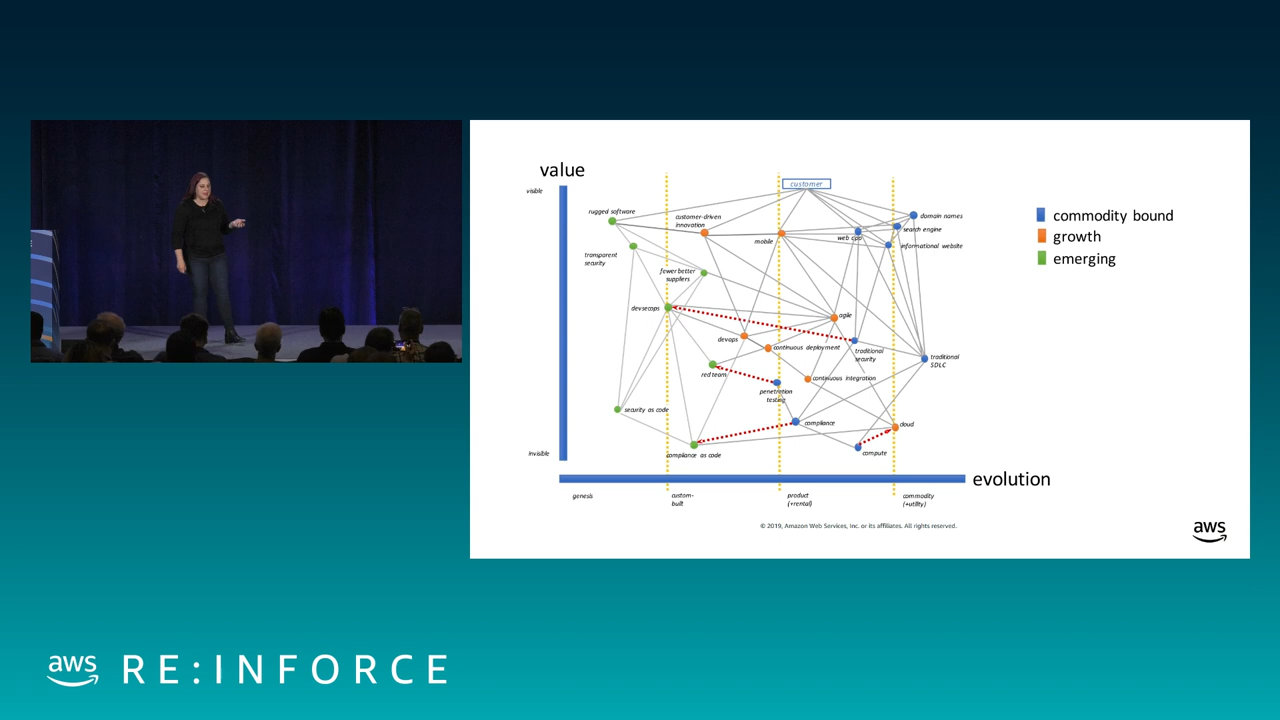 value
visible
customer
rugged software
customer-driven
innovation
domain names
search engine
mobile
web cpp
informational website
transparent
security
fewer better
suppliers
devsecops
agile
devops
continuous deployment
traditional
security
traditional
SDLC
red team
continuous integration
penetration
testing
security as code
compliance
cloud
compliance as code
compute
invisible
evolution
genesis
custom-
built
product
(+rental)
commodity
(+utility)
commodity bound
growth
emerging
© 2019, Amazon Web Services, Inc. or its affiliates. All rights reserved.
aws
aws RE:INFORCE